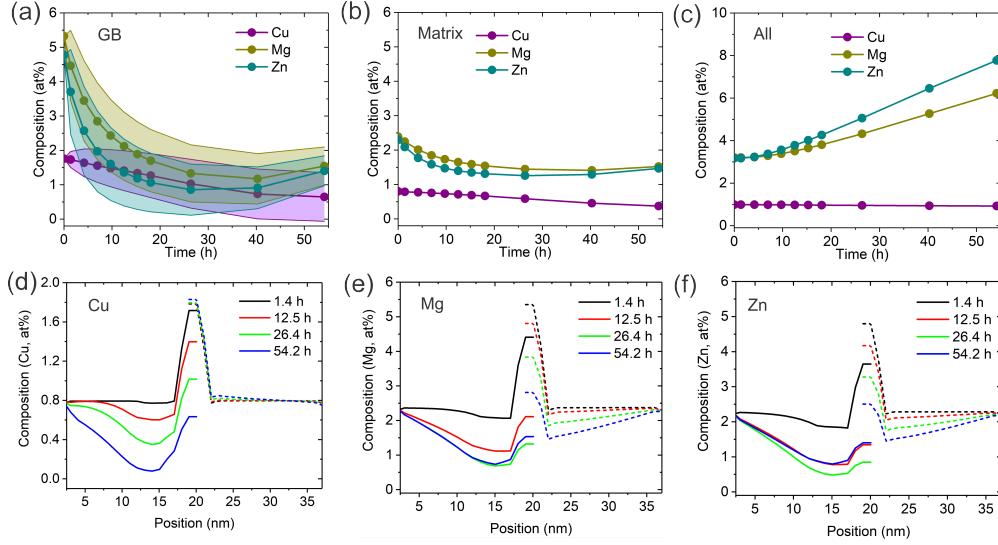 (a)
GB
Cu
Mg
Zn
Composition (at%)
6
5
4
3
2
1
0
0 10 20 30 40 50
Time (h)
(b)
Matrix
Cu
Mg
Zn
Composition (at%)
6
5
4
3
2
1
0
0 10 20 30 40 50
Time (h)
(c)
All
Cu
Mg
Zn
Composition (at%)
10
8
6
4
2
0
0 10 20 30 40 50
Time (h)
(d)
Cu
1.4 h
12.5 h
26.4 h
54.2 h
Composition (Cu, at%)
2.0
1.6
1.2
0.8
0.4
0.0
5 10 15 20 25 30 35
Position (nm)
(e)
Mg
1.4 h
12.5 h
26.4 h
54.2 h
Composition (Mg, at%)
6
5
4
3
2
1
0
5 10 15 20 25 30 35
Position (nm)
(f)
Zn
1.4 h
12.5 h
26.4 h
54.2 h
Composition (Zn, at%)
6
5
4
3
2
1
0
5 10 15 20 25 30 35
Position (nm)